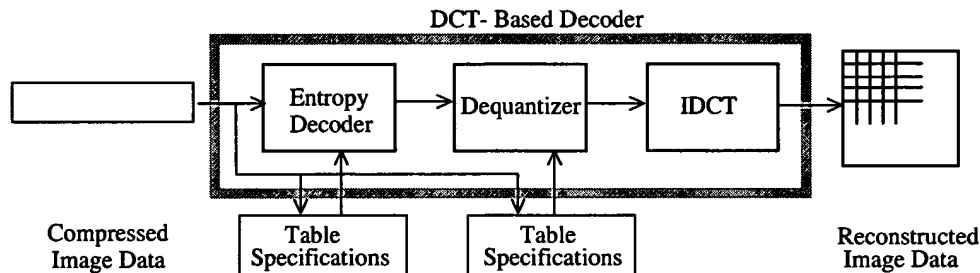 DCT- Based Decoder
Entropy
Decoder
Dequantizer
IDCT
Table
Specifications
Table
Specifications
Compressed
Image Data
Reconstructed
Image Data